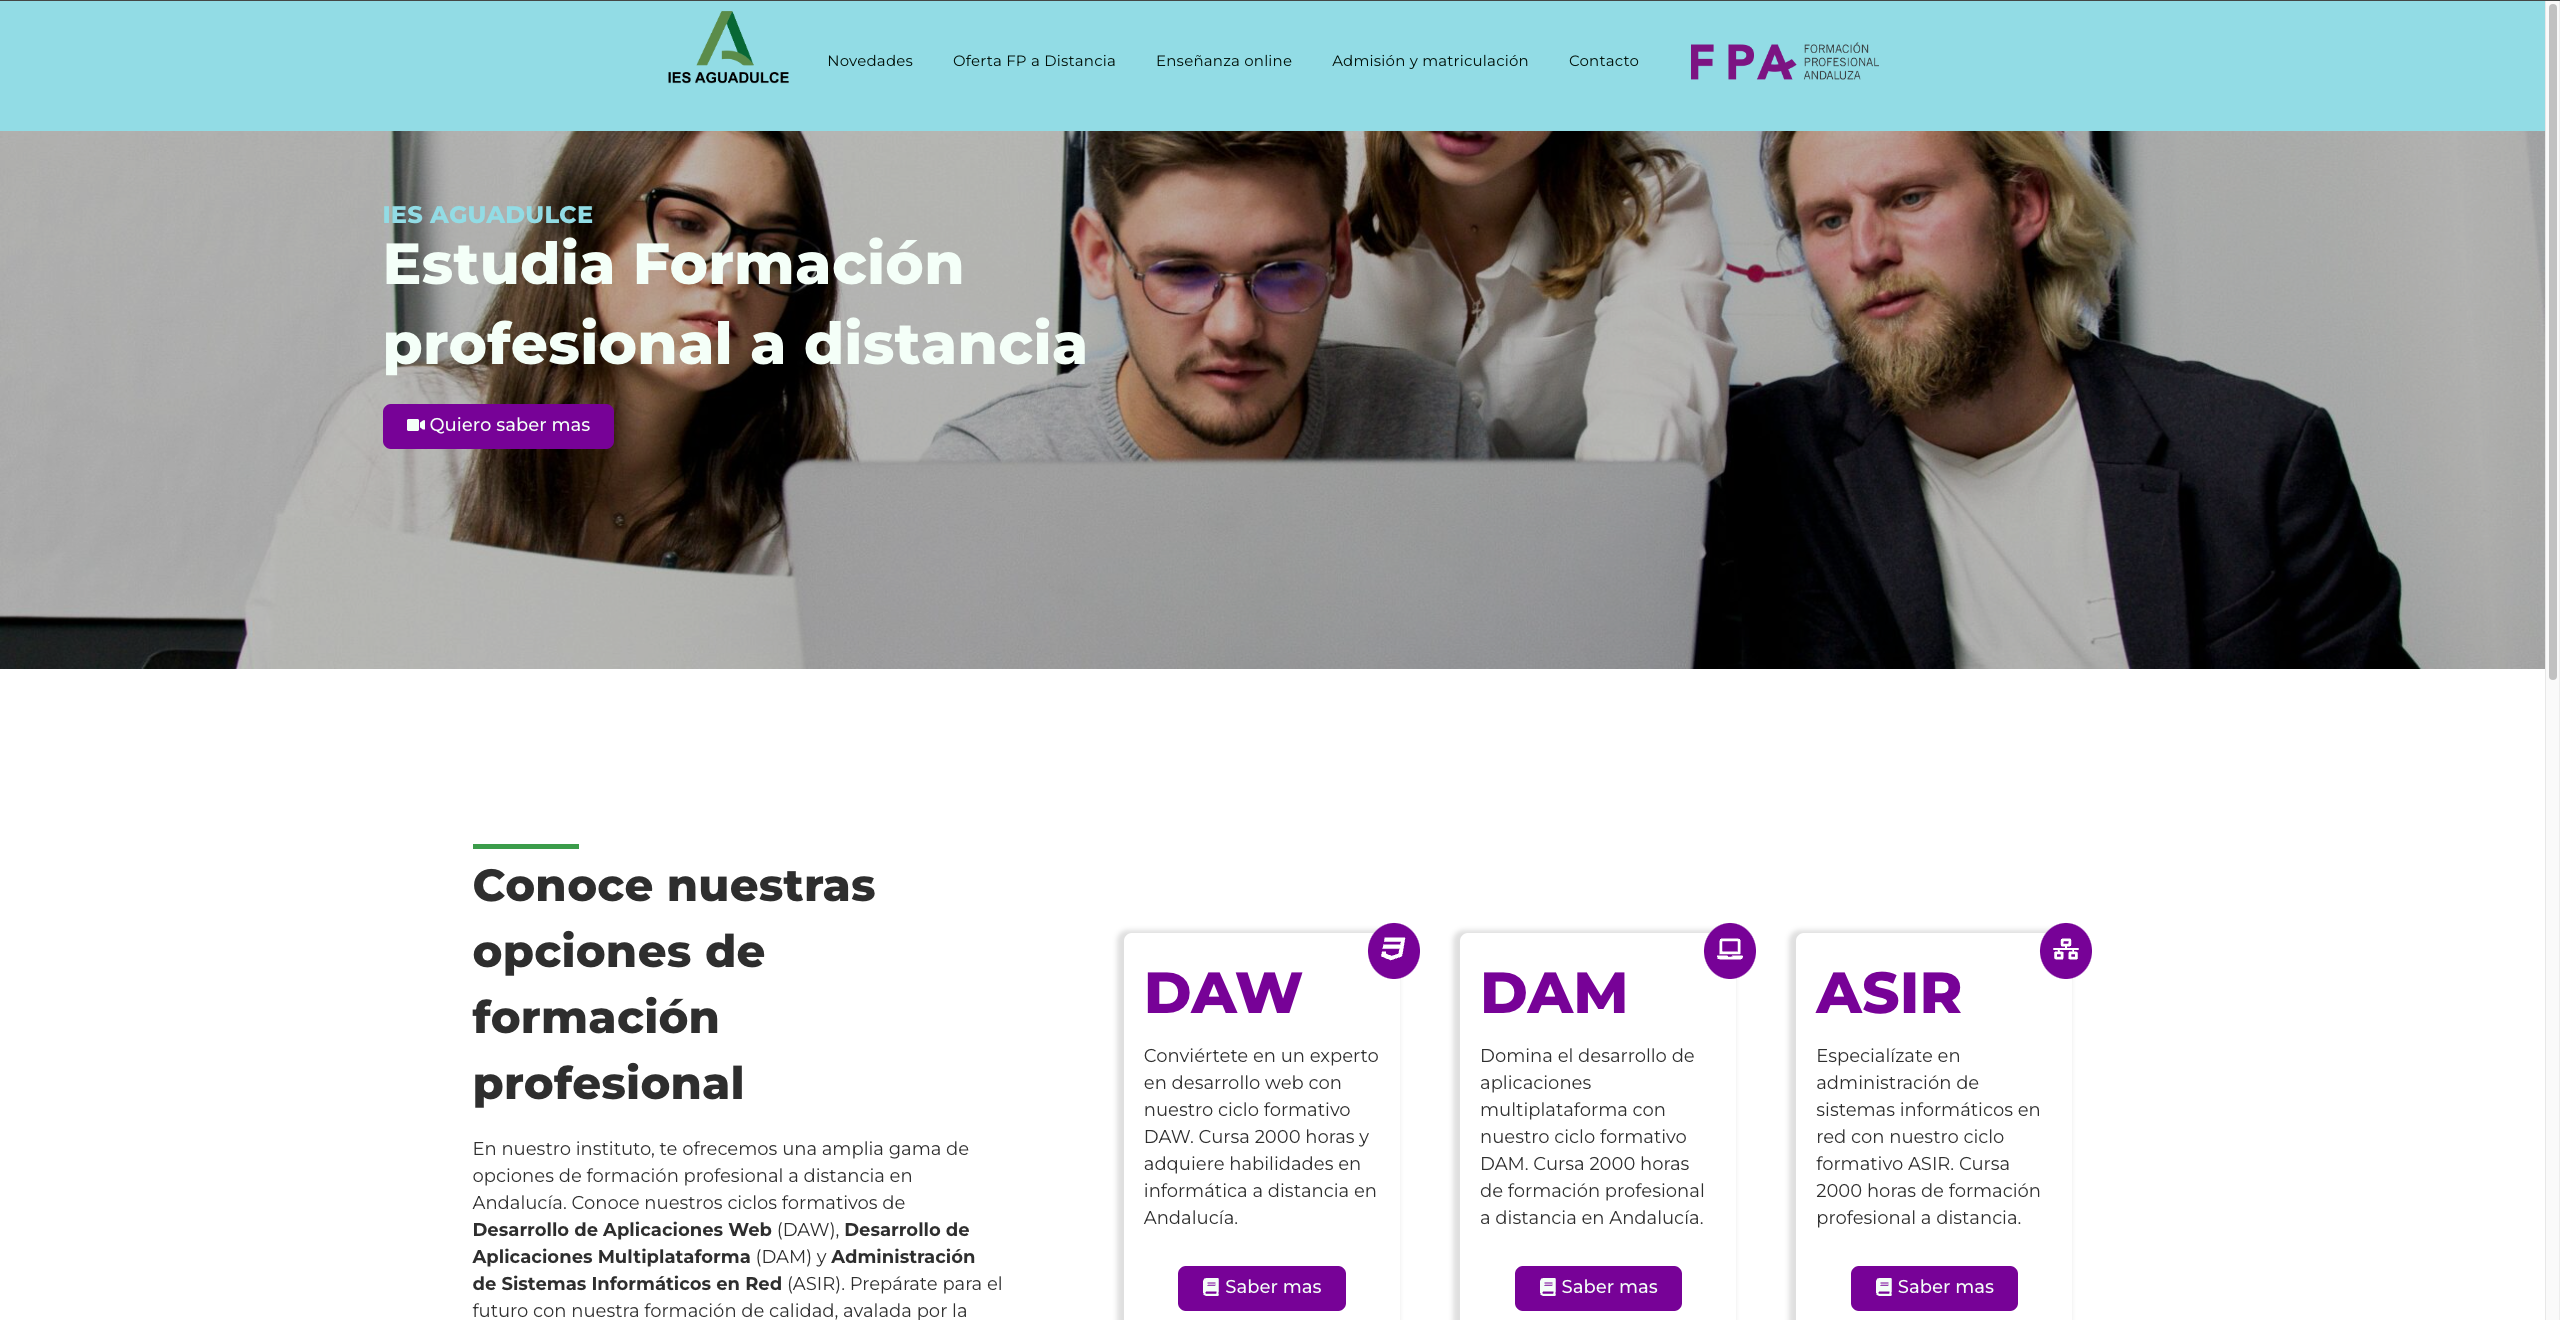 IES AGUADULCE
Novedades
Oferta FP a Distancia
Enseñanza online
Admisión y matriculación
Contacto
FPA
FORMACIÓN
PROFESIONAL
ANDALUZA
IES AGUADULCE
Estudia Formación
profesional a distancia
Quiero saber mas
Conoce nuestras
opciones de
formación
profesional
En nuestro instituto, te ofrecemos una amplia gama de
opciones de formación profesional a distancia en
Andalucía. Conoce nuestros ciclos formativos de
Desarrollo de Aplicaciones Web (DAW), Desarrollo de
Aplicaciones Multiplataforma (DAM) y Administración
de Sistemas Informáticos en Red (ASIR). Prepárate para el
futuro con nuestra formación de calidad, avalada por la
DAW
Conviértete en un experto
en desarrollo web con
nuestro ciclo formativo
DAW. Cursa 2000 horas y
adquiere habilidades en
informática a distancia en
Andalucía.
Saber mas
DAM
Domina el desarrollo de
aplicaciones
multiplataforma con
nuestro ciclo formativo
DAM. Cursa 2000 horas
de formación profesional
a distancia en Andalucía.
Saber mas
ASIR
Especialízate en
administración de
sistemas informáticos en
red con nuestro ciclo
formativo ASIR. Cursa
2000 horas de formación
profesional a distancia.
Saber mas